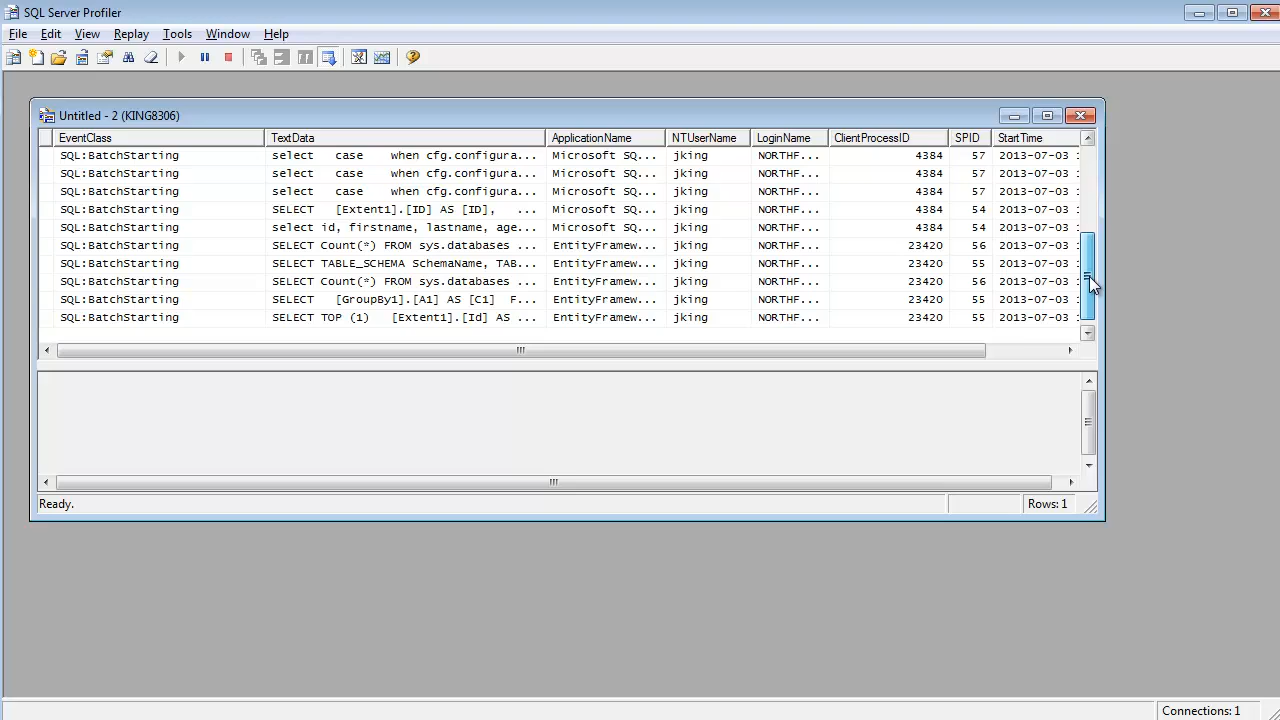 SQL Server Profiler
File Edit View Replay Tools Window Help
Untitled - 2 (KING8306)
EventClass TextData ApplicationName NTUserName LoginName ClientProcessID SPID StartTime
SQL:BatchStarting select case when cfg.configura... Microsoft SQ... jking NORTHF... 4384 57 2013-07-03
SQL:BatchStarting select case when cfg.configura... Microsoft SQ... jking NORTHF... 4384 57 2013-07-03
SQL:BatchStarting select case when cfg.configura... Microsoft SQ... jking NORTHF... 4384 57 2013-07-03
SQL:BatchStarting SELECT [Extent1].[ID] AS [ID], ... Microsoft SQ... jking NORTHF... 4384 54 2013-07-03
SQL:BatchStarting select id, firstname, lastname, age... Microsoft SQ... jking NORTHF... 4384 54 2013-07-03
SQL:BatchStarting SELECT Count(*) FROM sys.databases ... EntityFramew... jking NORTHF... 23420 56 2013-07-03
SQL:BatchStarting SELECT TABLE_SCHEMA SchemaName, TAB... EntityFramew... jking NORTHF... 23420 55 2013-07-03
SQL:BatchStarting SELECT Count(*) FROM sys.databases ... EntityFramew... jking NORTHF... 23420 56 2013-07-03
SQL:BatchStarting SELECT [GroupBy1].[A1] AS [C1] F... EntityFramew... jking NORTHF... 23420 55 2013-07-03
SQL:BatchStarting SELECT TOP (1) [Extent1].[Id] AS ... EntityFramew... jking NORTHF... 23420 55 2013-07-03
Ready. Rows: 1
Connections: 1